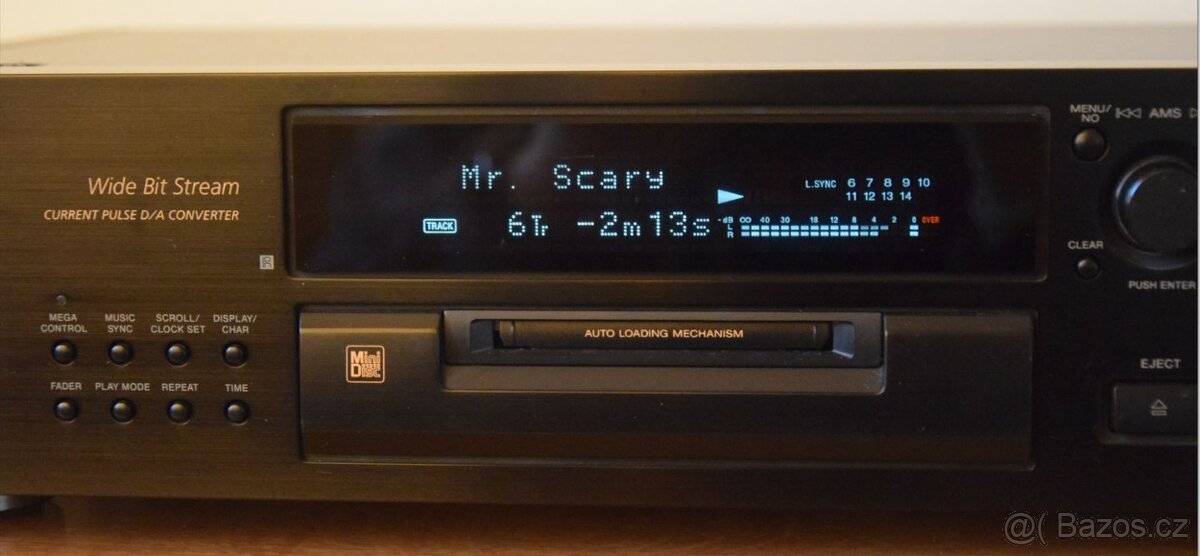 Wide Bit Stream
CURRENT PULSE D/A CONVERTER
R
Mr. Scary
L.SYNC 6 7 8 9 10
11 12 13 14
TRACK 6Tr -2m13s
-dB ∞ 40 30 18 12 8 4 2 0 OVER
L
R
MENU/
NO
AMS
CLEAR
PUSH ENTER
MEGA
CONTROL
MUSIC
SYNC
SCROLL/
CLOCK SET
DISPLAY/
CHAR
FADER
PLAY MODE
REPEAT
TIME
Mini
Disc
AUTO LOADING MECHANISM
EJECT
@( Bazos.cz